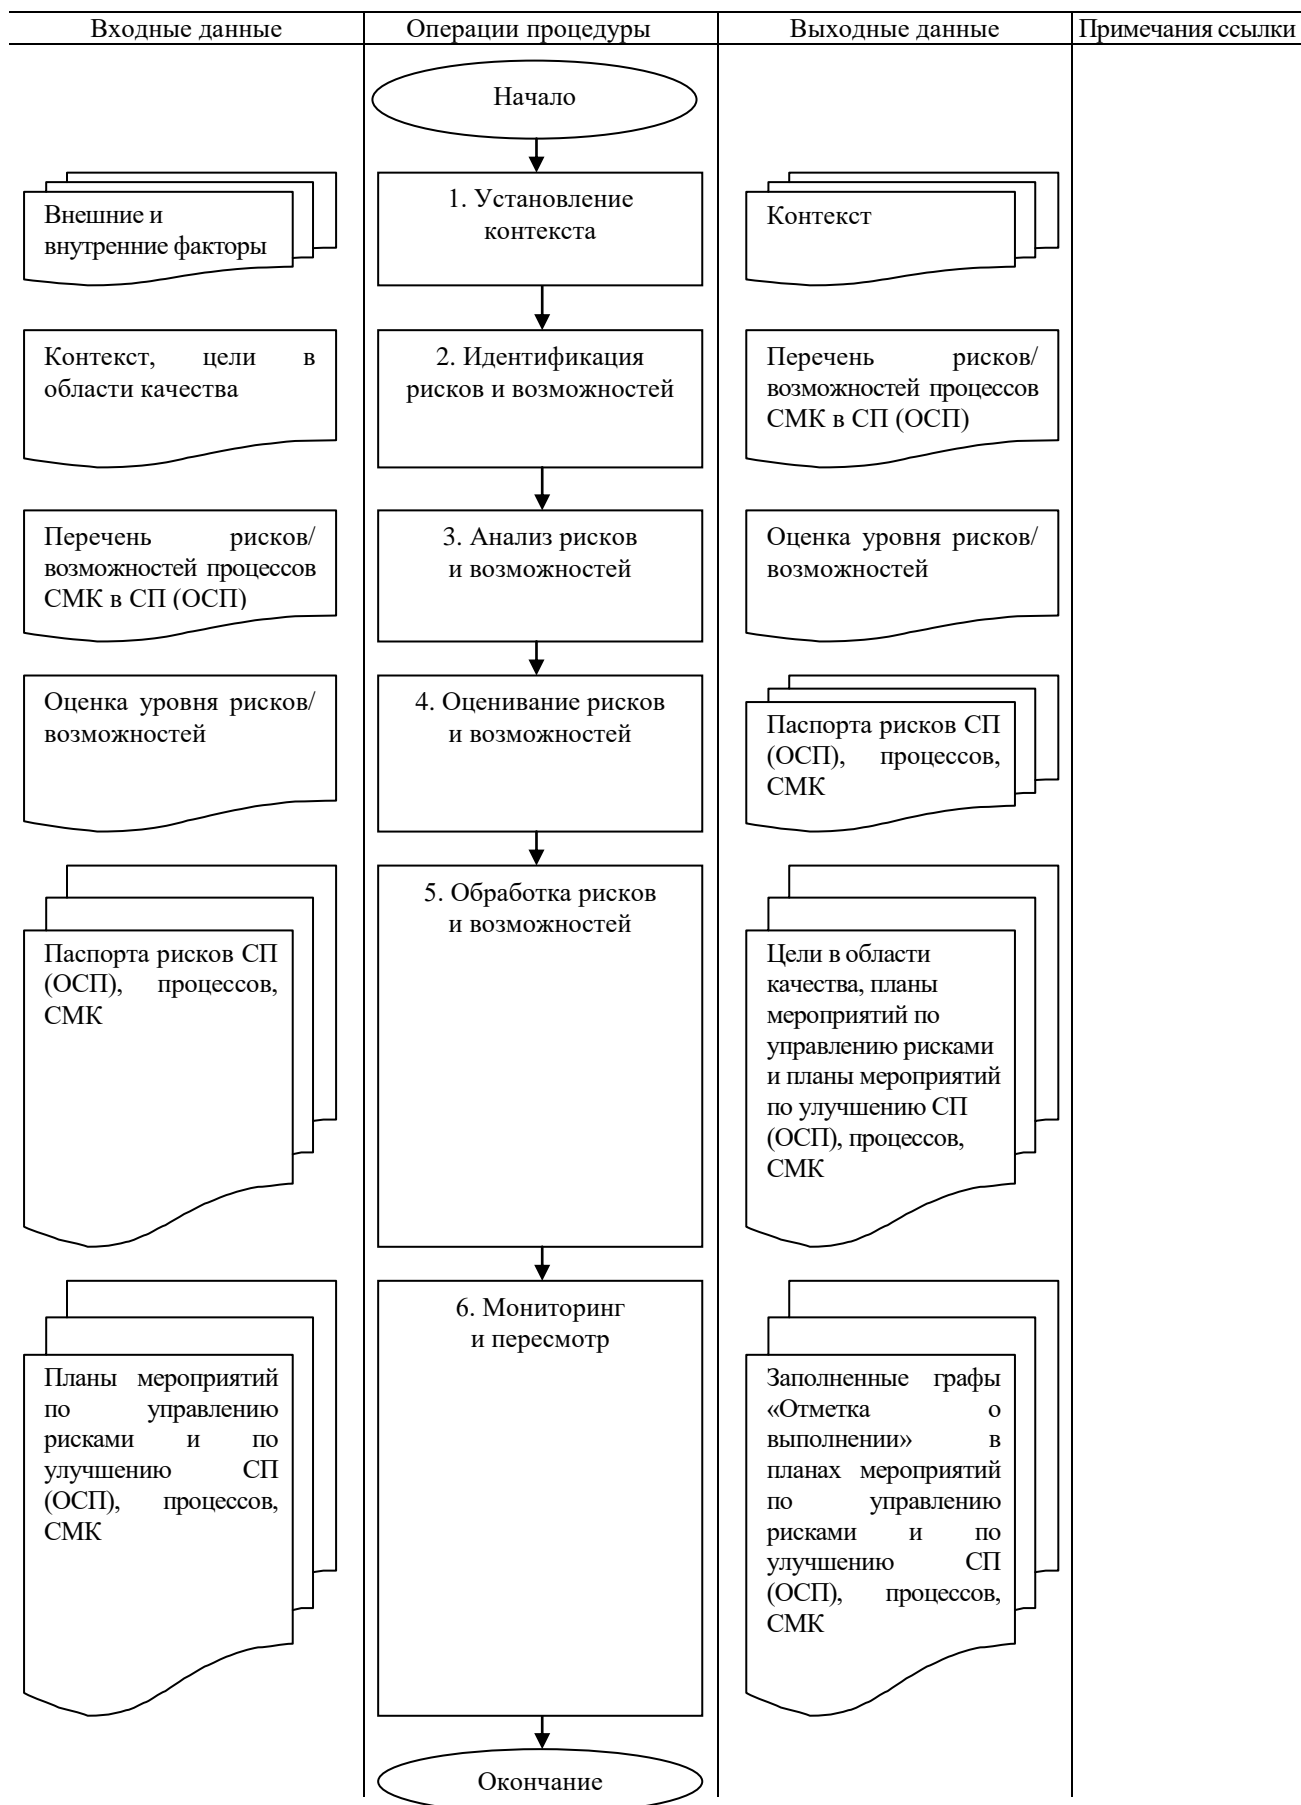 Входные данные
Операции процедуры
Выходные данные
Примечания ссылки
Начало
Внешние и
внутренние факторы
1. Установление
контекста
Контекст
Контекст, цели в
области качества
2. Идентификация
рисков и возможностей
Перечень рисков/
возможностей процессов
СМК в СП (ОСП)
Перечень рисков/
возможностей процессов
СМК в СП (ОСП)
3. Анализ рисков
и возможностей
Оценка уровня рисков/
возможностей
Оценка уровня рисков/
возможностей
4. Оценивание рисков
и возможностей
Паспорта рисков СП
(ОСП), процессов,
СМК
Паспорта рисков СП
(ОСП), процессов,
СМК
5. Обработка рисков
и возможностей
Цели в области
качества, планы
мероприятий по
управлению рисками
и планы мероприятий
по улучшению СП
(ОСП), процессов,
СМК
Планы мероприятий
по управлению
рисками и по
улучшению СП
(ОСП), процессов,
СМК
6. Мониторинг
и пересмотр
Заполненные графы
«Отметка о
выполнении» в
планах мероприятий
по управлению
рисками и по
улучшению СП
(ОСП), процессов,
СМК
Окончание